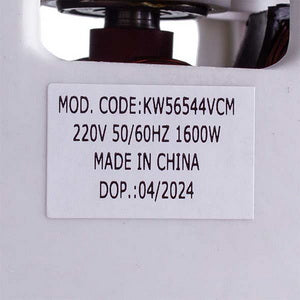 MOD. CODE:KW56544VCM
220V 50/60HZ 1600W
MADE IN CHINA
DOP.:04/2024